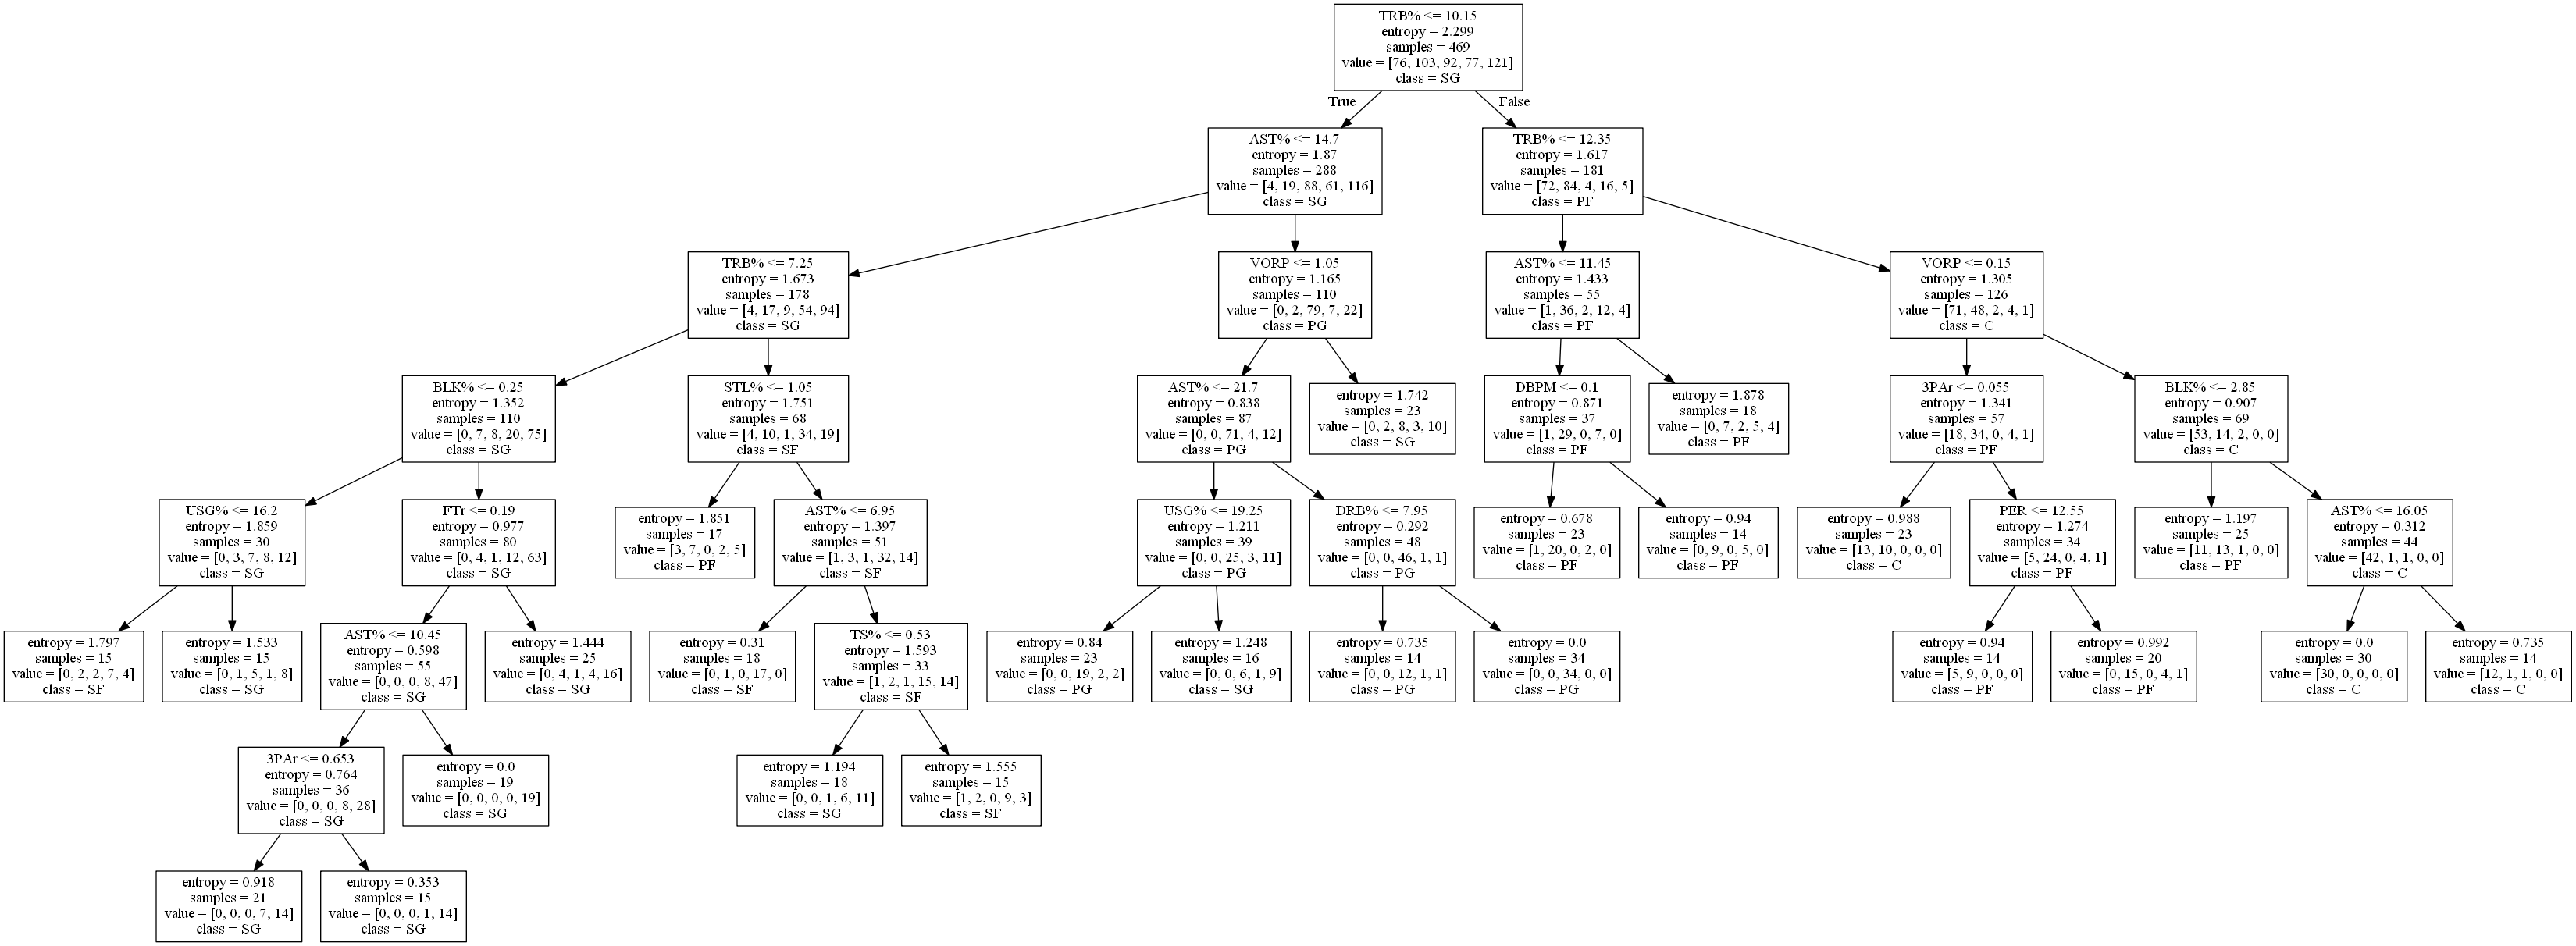 TRB% <= 10.15
entropy = 2.299
samples = 469
value = [76, 103, 92, 77, 121]
class = SG
True
False
AST% <= 14.7
entropy = 1.87
samples = 288
value = [4, 19, 88, 61, 116]
class = SG
TRB% <= 12.35
entropy = 1.617
samples = 181
value = [72, 84, 4, 16, 5]
class = PF
TRB% <= 7.25
entropy = 1.673
samples = 178
value = [4, 17, 9, 54, 94]
class = SG
VORP <= 1.05
entropy = 1.165
samples = 110
value = [0, 2, 79, 7, 22]
class = PG
AST% <= 11.45
entropy = 1.433
samples = 55
value = [1, 36, 2, 12, 4]
class = PF
VORP <= 0.15
entropy = 1.305
samples = 126
value = [71, 48, 2, 4, 1]
class = C
BLK% <= 0.25
entropy = 1.352
samples = 110
value = [0, 7, 8, 20, 75]
class = SG
STL% <= 1.05
entropy = 1.751
samples = 68
value = [4, 10, 1, 34, 19]
class = SF
AST% <= 21.7
entropy = 0.838
samples = 87
value = [0, 0, 71, 4, 12]
class = PG
entropy = 1.742
samples = 23
value = [0, 2, 8, 3, 10]
class = SG
DBPM <= 0.1
entropy = 0.871
samples = 37
value = [1, 29, 0, 7, 0]
class = PF
entropy = 1.878
samples = 18
value = [0, 7, 2, 5, 4]
class = PF
3PAr <= 0.055
entropy = 1.341
samples = 57
value = [18, 34, 0, 4, 1]
class = PF
BLK% <= 2.85
entropy = 0.907
samples = 69
value = [53, 14, 2, 0, 0]
class = C
USG% <= 16.2
entropy = 1.859
samples = 30
value = [0, 3, 7, 8, 12]
class = SG
FTr <= 0.19
entropy = 0.977
samples = 80
value = [0, 4, 1, 12, 63]
class = SG
entropy = 1.851
samples = 17
value = [3, 7, 0, 2, 5]
class = PF
AST% <= 6.95
entropy = 1.397
samples = 51
value = [1, 3, 1, 32, 14]
class = SF
USG% <= 19.25
entropy = 1.211
samples = 39
value = [0, 0, 25, 3, 11]
class = PG
DRB% <= 7.95
entropy = 0.292
samples = 48
value = [0, 0, 46, 1, 1]
class = PG
entropy = 0.678
samples = 23
value = [1, 20, 0, 2, 0]
class = PF
entropy = 0.94
samples = 14
value = [0, 9, 0, 5, 0]
class = PF
entropy = 0.988
samples = 23
value = [13, 10, 0, 0, 0]
class = C
PER <= 12.55
entropy = 1.274
samples = 34
value = [5, 24, 0, 4, 1]
class = PF
entropy = 1.197
samples = 25
value = [11, 13, 1, 0, 0]
class = PF
AST% <= 16.05
entropy = 0.312
samples = 44
value = [42, 1, 1, 0, 0]
class = C
entropy = 1.797
samples = 15
value = [0, 2, 2, 7, 4]
class = SF
entropy = 1.533
samples = 15
value = [0, 1, 5, 1, 8]
class = SG
AST% <= 10.45
entropy = 0.598
samples = 55
value = [0, 0, 0, 8, 47]
class = SG
entropy = 1.444
samples = 25
value = [0, 4, 1, 4, 16]
class = SG
entropy = 0.31
samples = 18
value = [0, 1, 0, 17, 0]
class = SF
TS% <= 0.53
entropy = 1.593
samples = 33
value = [1, 2, 1, 15, 14]
class = SF
entropy = 0.84
samples = 23
value = [0, 0, 19, 2, 2]
class = PG
entropy = 1.248
samples = 16
value = [0, 0, 6, 1, 9]
class = SG
entropy = 0.735
samples = 14
value = [0, 0, 12, 1, 1]
class = PG
entropy = 0.0
samples = 34
value = [0, 0, 34, 0, 0]
class = PG
entropy = 0.94
samples = 14
value = [5, 9, 0, 0, 0]
class = PF
entropy = 0.992
samples = 20
value = [0, 15, 0, 4, 1]
class = PF
entropy = 0.0
samples = 30
value = [30, 0, 0, 0, 0]
class = C
entropy = 0.735
samples = 14
value = [12, 1, 1, 0, 0]
class = C
3PAr <= 0.653
entropy = 0.764
samples = 36
value = [0, 0, 0, 8, 28]
class = SG
entropy = 0.0
samples = 19
value = [0, 0, 0, 0, 19]
class = SG
entropy = 1.194
samples = 18
value = [0, 0, 1, 6, 11]
class = SG
entropy = 1.555
samples = 15
value = [1, 2, 0, 9, 3]
class = SF
entropy = 0.918
samples = 21
value = [0, 0, 0, 7, 14]
class = SG
entropy = 0.353
samples = 15
value = [0, 0, 0, 1, 14]
class = SG